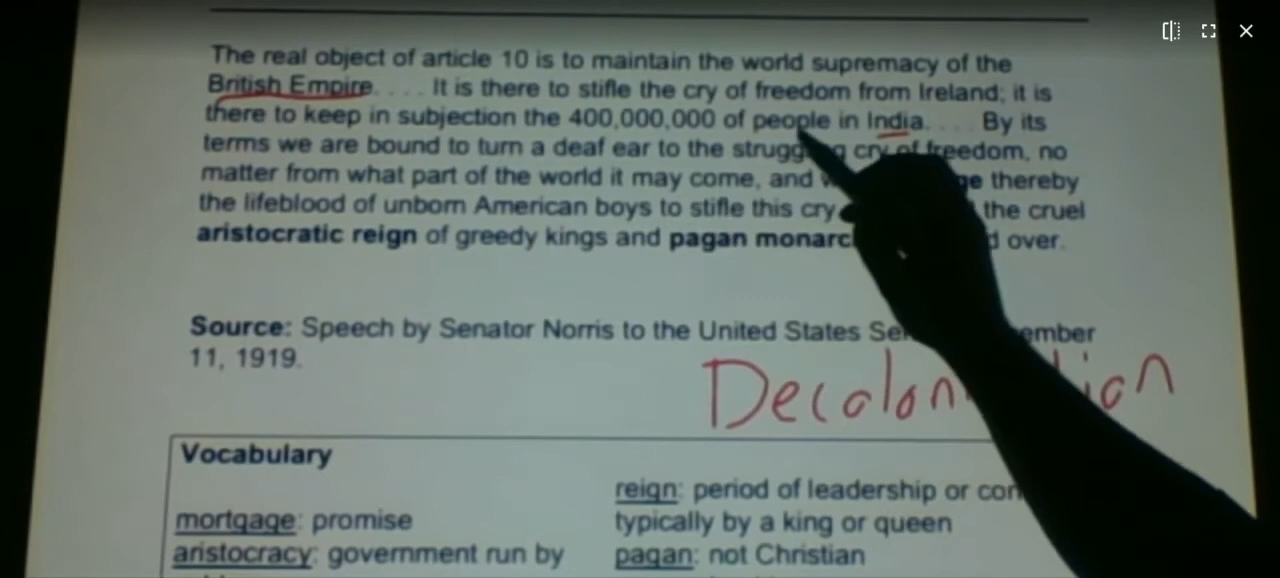 The real object of article 10 is to maintain the world supremacy of the
British Empire. . . . It is there to stifle the cry of freedom from Ireland; it is
there to keep in subjection the 400,000,000 of people in India. . . . By its
terms we are bound to turn a deaf ear to the cry of freedom, no
matter from what part of the world it may come, and thereby
the lifeblood of unborn American boys to stifle this cry the cruel
aristocratic reign of greedy kings and pagan over.
Source: Speech by Senator Norris to the United States
11, 1919.
Vocabulary
mortgage: promise
aristocracy: government run by
reign: period of leadership or
typically by a king or queen
pagan: not Christian